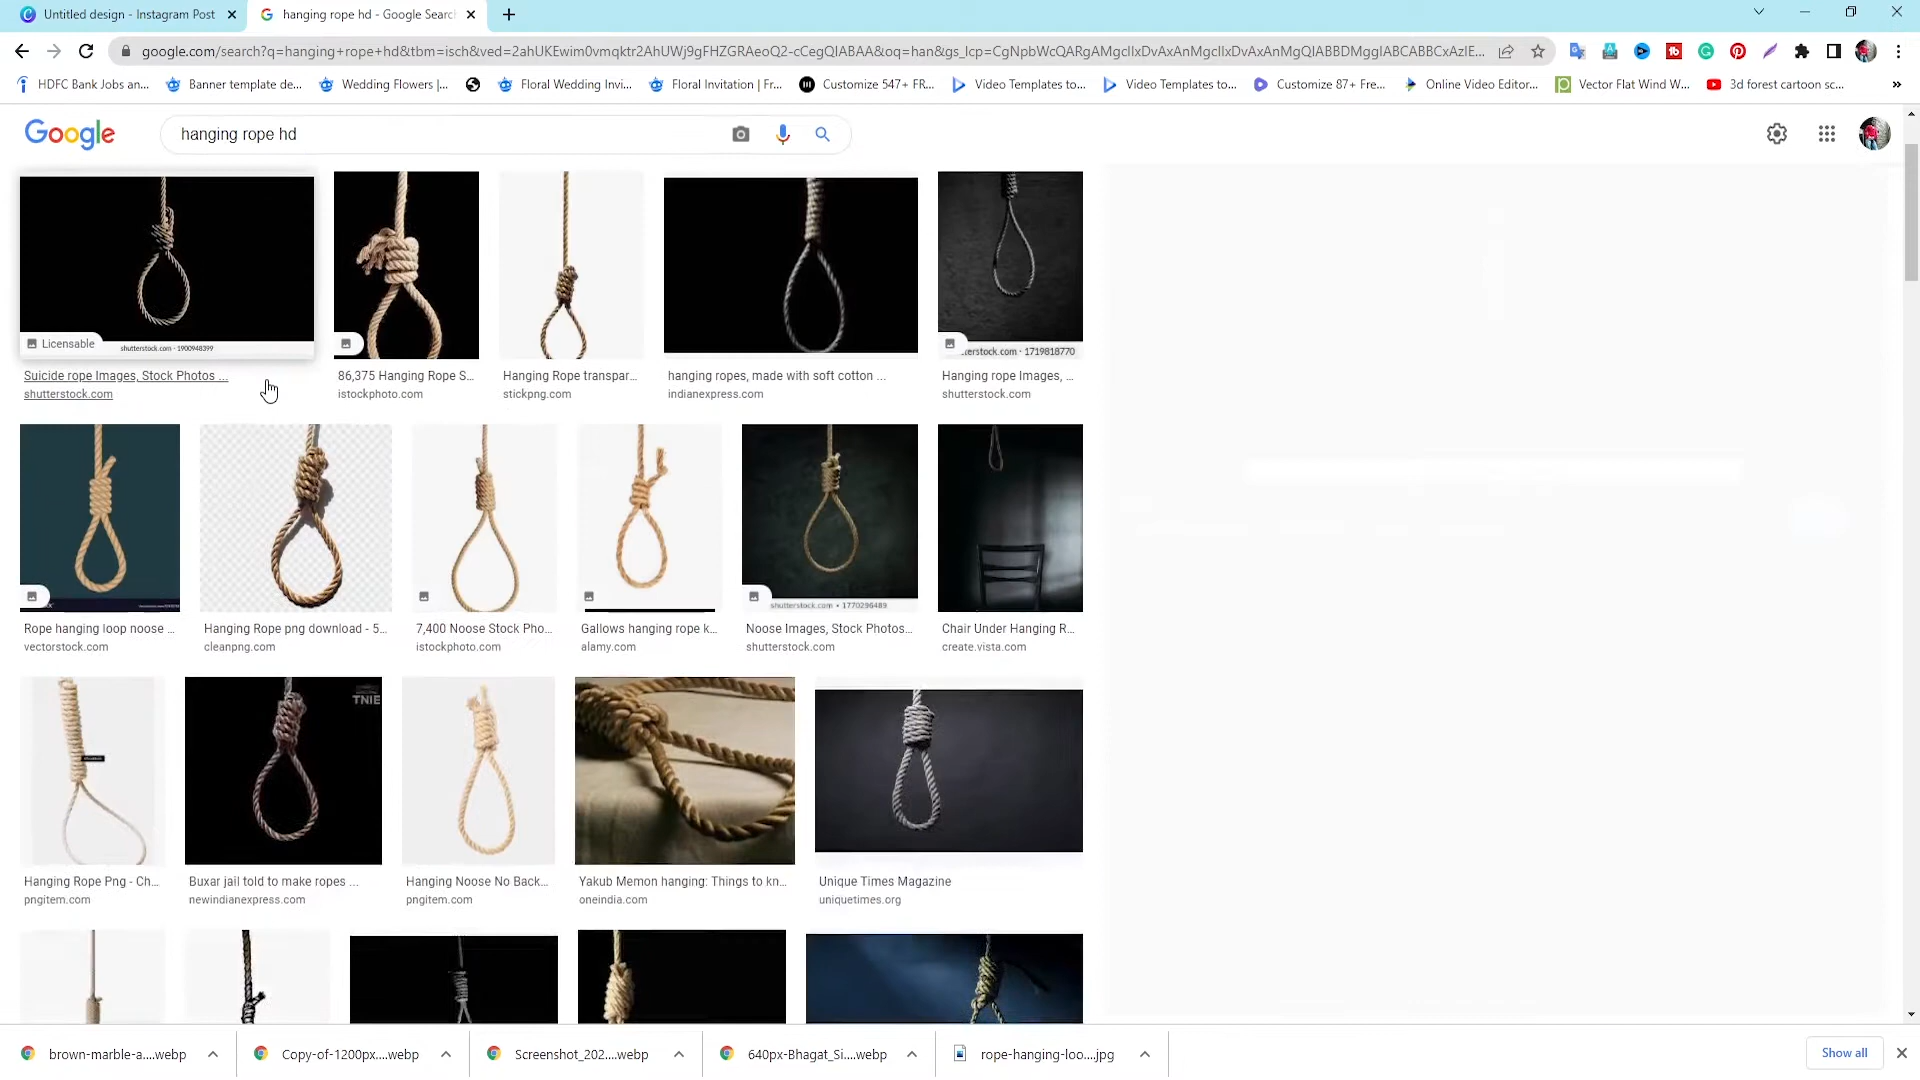 Untitled design - Instagram Post
hanging rope hd - Google Search
google.com/search?q=hanging+rope+hd&tbm=isch&ved=2ahUKEwim0vmqktr2AhUWj9gFHZGRAeoQ2-cCegQIABAA&oq=han&gs_lcp=CgNpbWcQARgAMgcIIxDvAxAnMgcIIxDvAxAnMgQIABBDMggIABCABBCxAzIE...
HDFC Bank Jobs an...
Banner template de...
Wedding Flowers |...
Floral Wedding Invi...
Floral Invitation | Fr...
Customize 547+ FR...
Video Templates to...
Video Templates to...
Customize 87+ Fre...
Online Video Editor...
Vector Flat Wind W...
3d forest cartoon sc...
Google
hanging rope hd
Licensable
shutterstock.com · 1900948399
terstock.com · 1719818770
Suicide rope Images, Stock Photos ...
86,375 Hanging Rope S...
Hanging Rope transpar...
hanging ropes, made with soft cotton ...
Hanging rope Images, ...
shutterstock.com
istockphoto.com
stickpng.com
indianexpress.com
shutterstock.com
shutterstock.com • 1770296489
Rope hanging loop noose ...
Hanging Rope png download - 5...
7,400 Noose Stock Pho...
Gallows hanging rope k...
Noose Images, Stock Photos...
Chair Under Hanging R...
vectorstock.com
cleanpng.com
istockphoto.com
alamy.com
shutterstock.com
create.vista.com
TNIE
Hanging Rope Png - Ch...
Buxar jail told to make ropes ...
Hanging Noose No Back...
Yakub Memon hanging: Things to kn...
Unique Times Magazine
pngitem.com
newindianexpress.com
pngitem.com
oneindia.com
uniquetimes.org
brown-marble-a....webp
Copy-of-1200px....webp
Screenshot_202....webp
640px-Bhagat_Si....webp
rope-hanging-loo....jpg
Show all